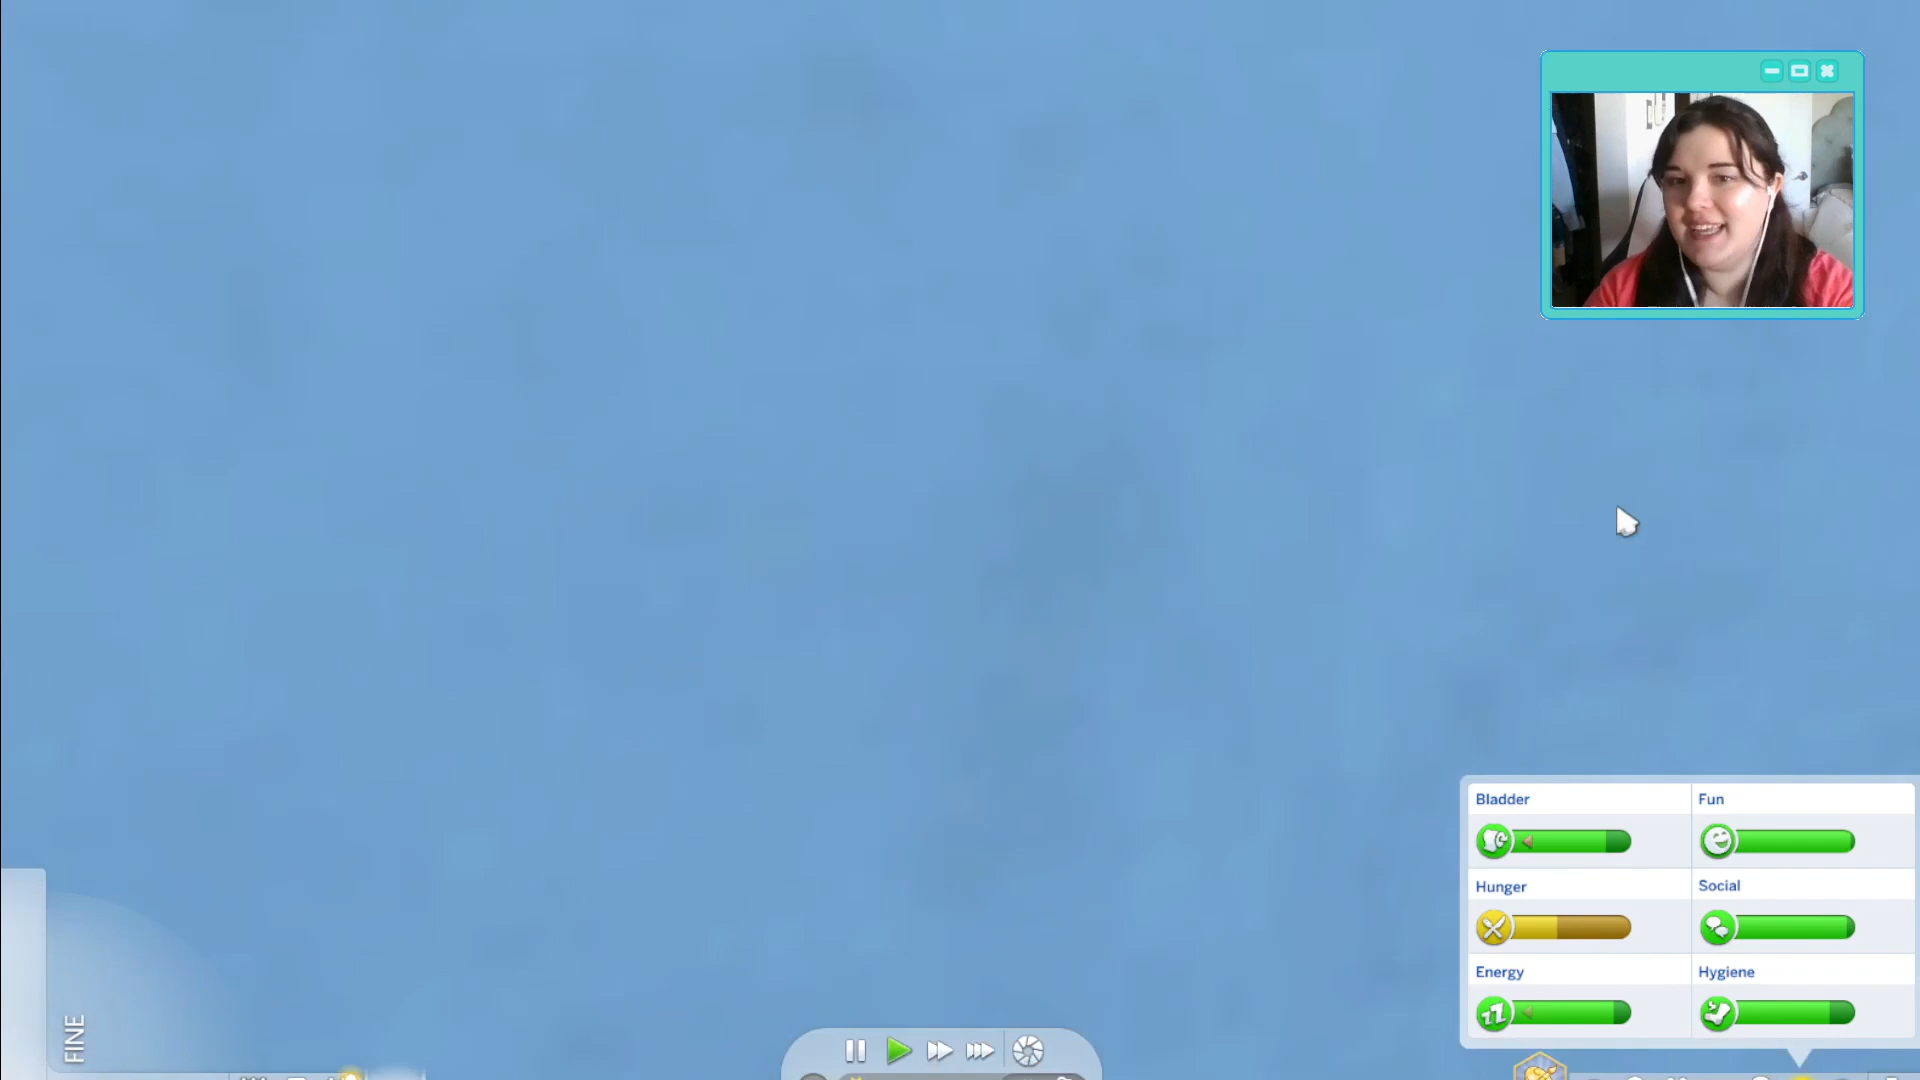 Bladder
Fun
Hunger
Social
Energy
Hygiene
FINE